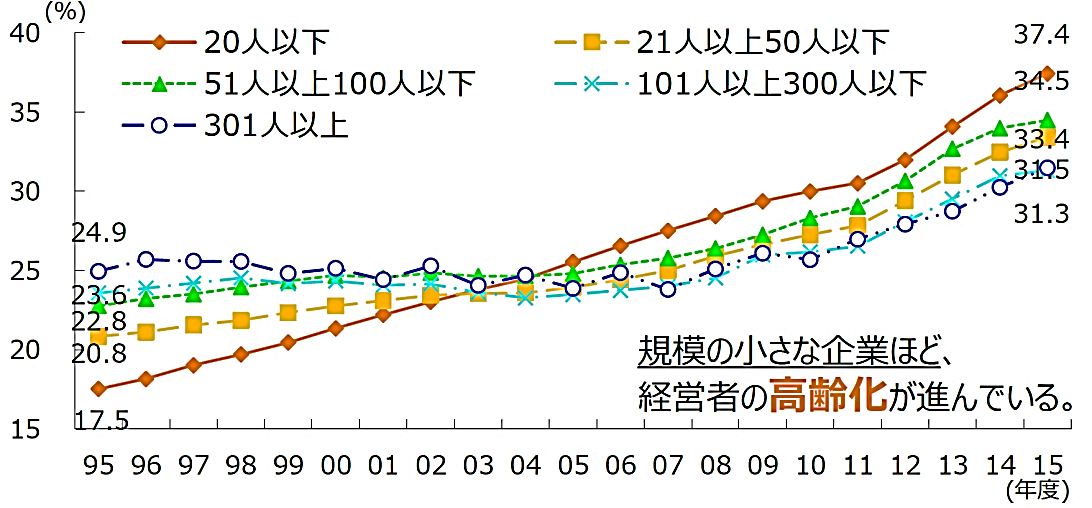 (%)
40
35
30
25
20
15
20人以下
21人以上50人以下
51人以上100人以下
101人以上300人以下
301人以上
37.4
34.5
33.4
31.5
31.3
24.9
23.6
22.8
20.8
17.5
規模の小さな企業ほど、
経営者の高齢化が進んでいる。
95 96 97 98 99 00 01 02 03 04 05 06 07 08 09 10 11 12 13 14 15
(年度)